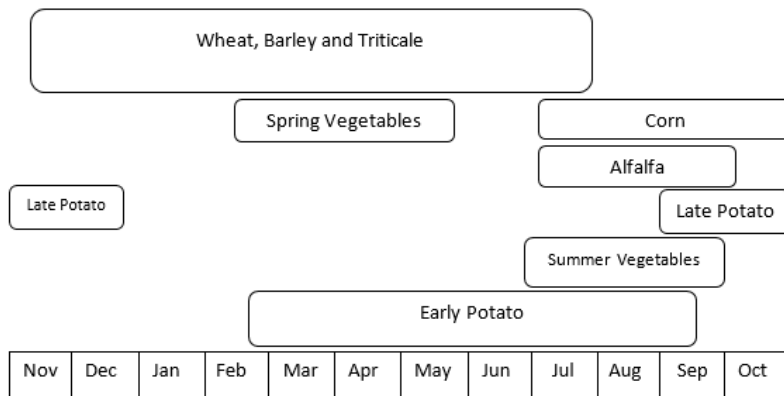 Wheat, Barley and Triticale
Spring Vegetables
Corn
Alfalfa
Late Potato
Late Potato
Summer Vegetables
Early Potato
Nov Dec Jan Feb Mar Apr May Jun Jul Aug Sep Oct